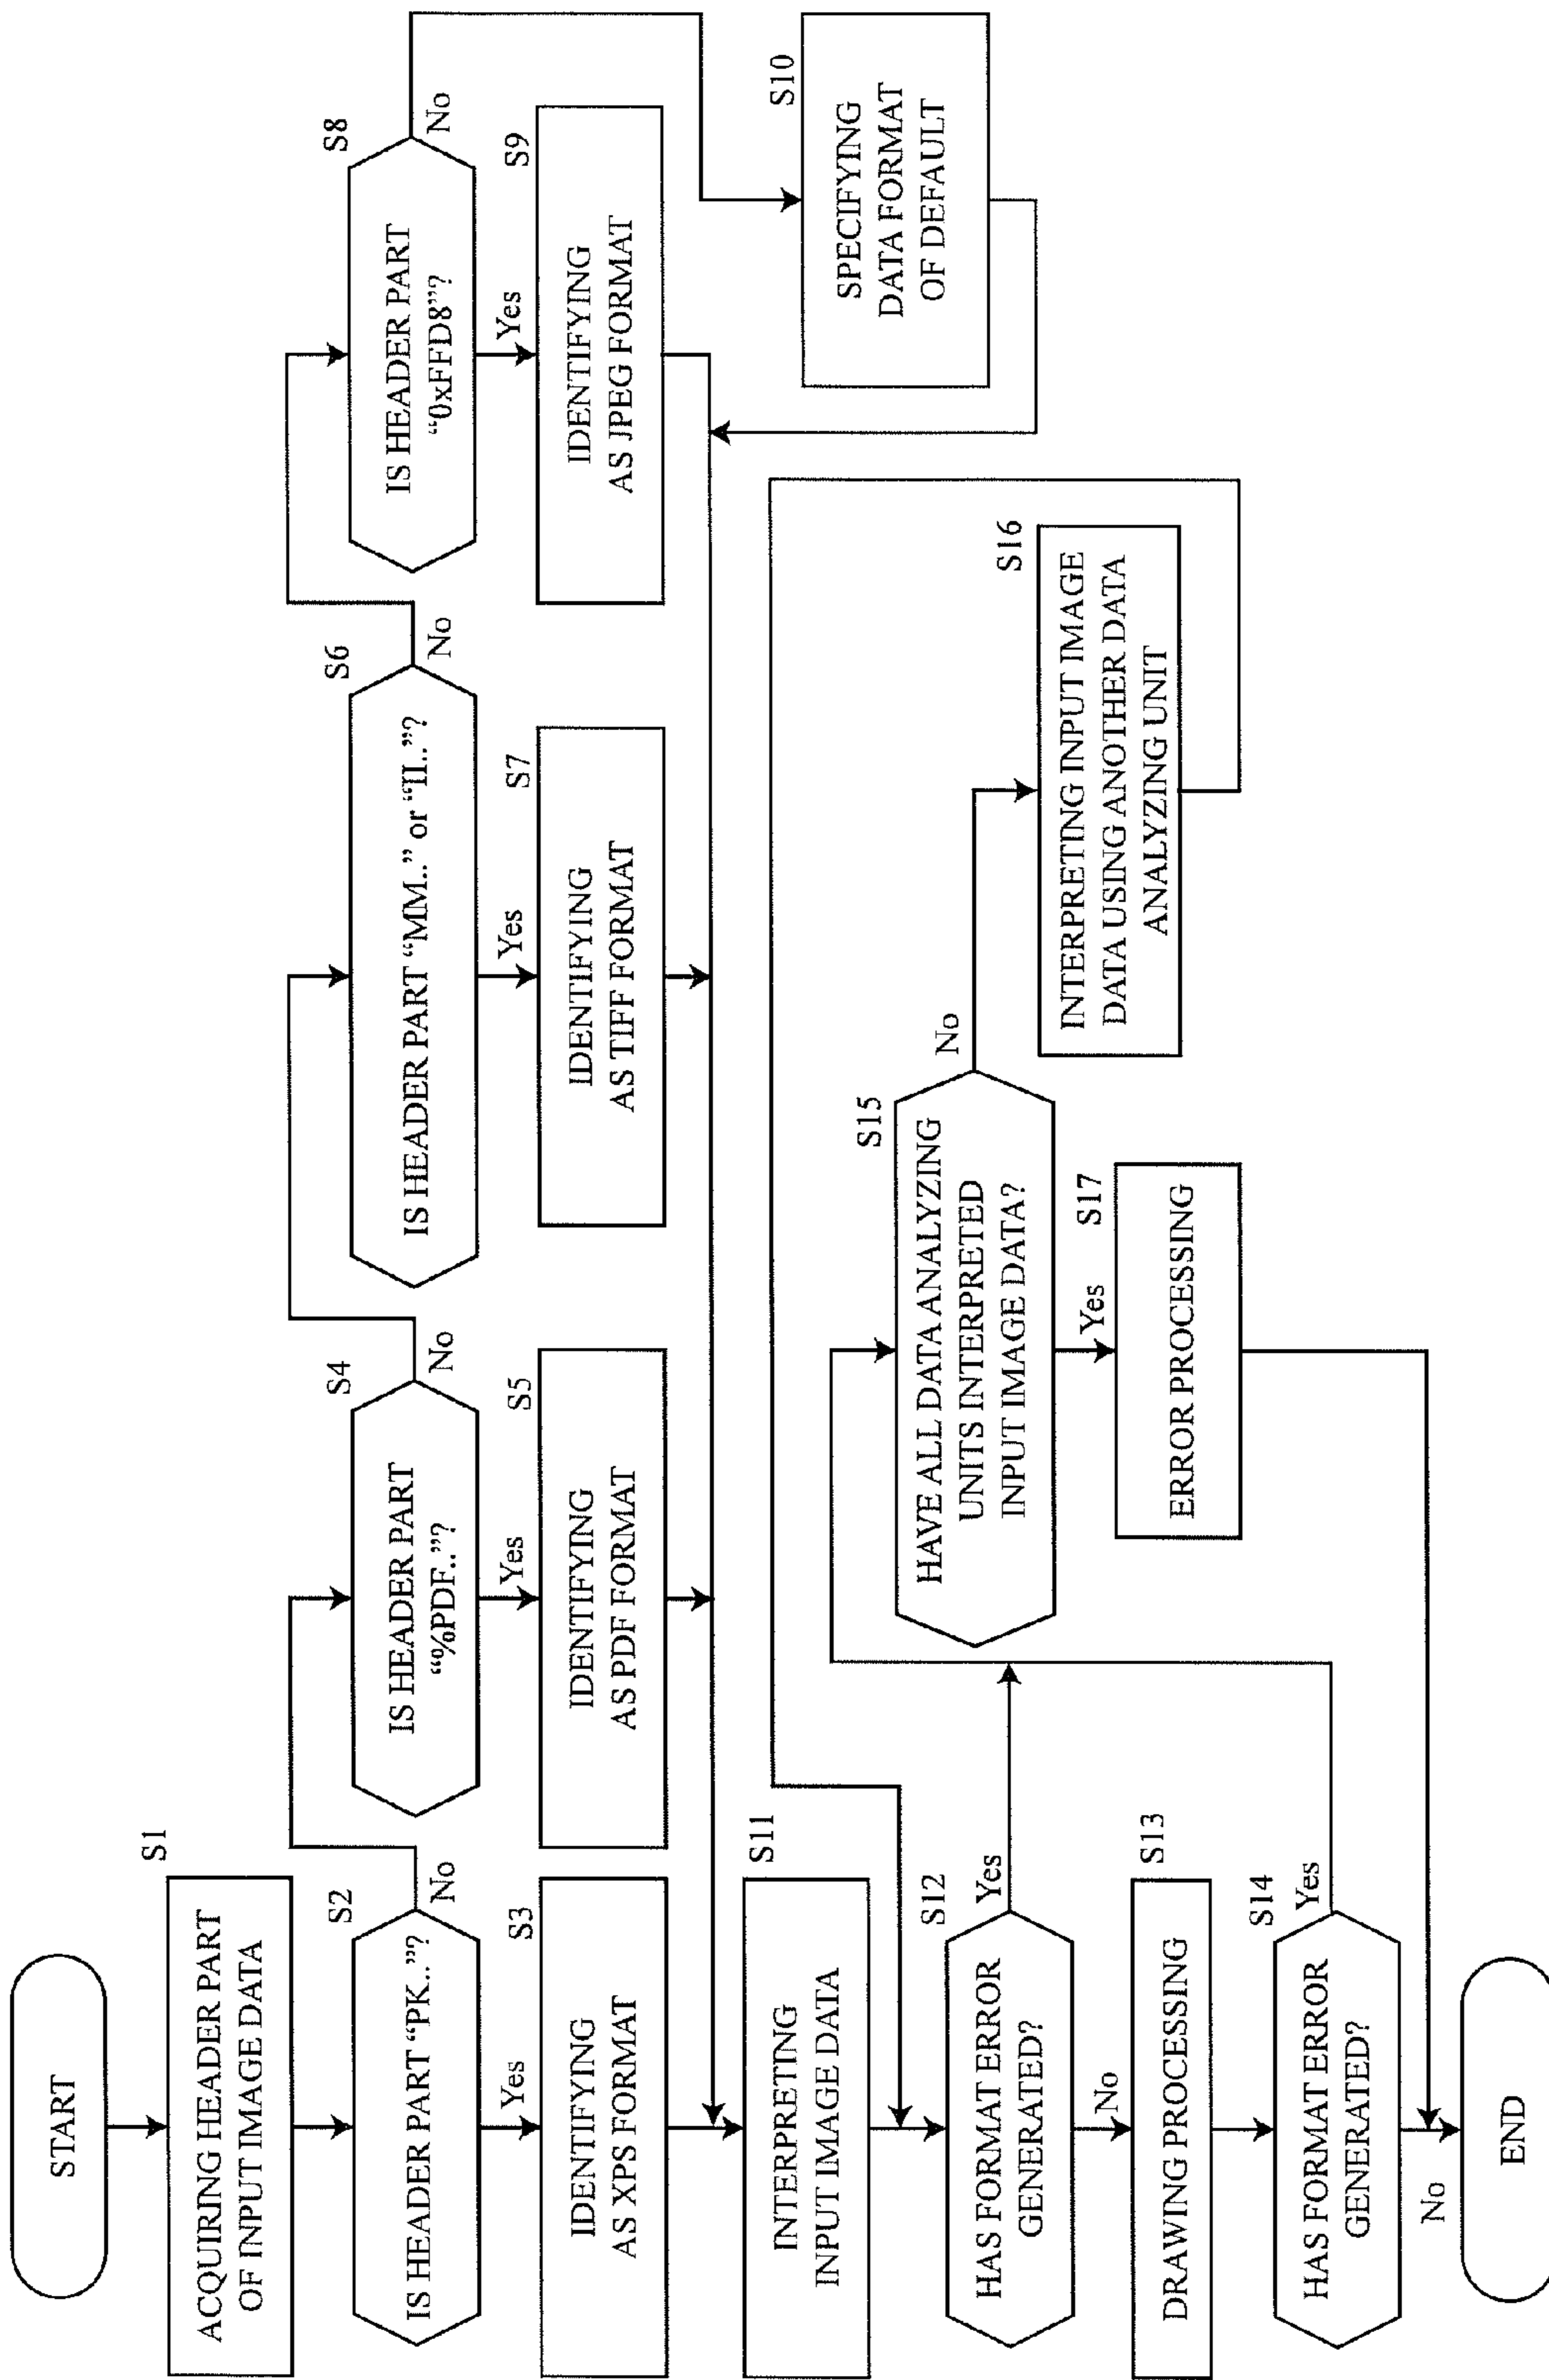 START
S1
ACQUIRING HEADER PART
OF INPUT IMAGE DATA
S2
IS HEADER PART “PK..”?
No
Yes
S3
IDENTIFYING
AS XPS FORMAT
S4
IS HEADER PART
“%PDF..”?
No
Yes
S5
IDENTIFYING
AS PDF FORMAT
S6
IS HEADER PART “MM..” or “II..”?
No
Yes
S7
IDENTIFYING
AS TIFF FORMAT
S8
IS HEADER PART
“0xFFD8”?
No
Yes
S9
IDENTIFYING
AS JPEG FORMAT
S10
SPECIFYING
DATA FORMAT
OF DEFAULT
S11
INTERPRETING
INPUT IMAGE DATA
S12
HAS FORMAT ERROR
GENERATED?
Yes
No
S13
DRAWING PROCESSING
S14
HAS FORMAT ERROR
GENERATED?
Yes
No
S15
HAVE ALL DATA ANALYZING
UNITS INTERPRETED
INPUT IMAGE DATA?
No
Yes
S16
INTERPRETING INPUT IMAGE
DATA USING ANOTHER DATA
ANALYZING UNIT
S17
ERROR PROCESSING
END